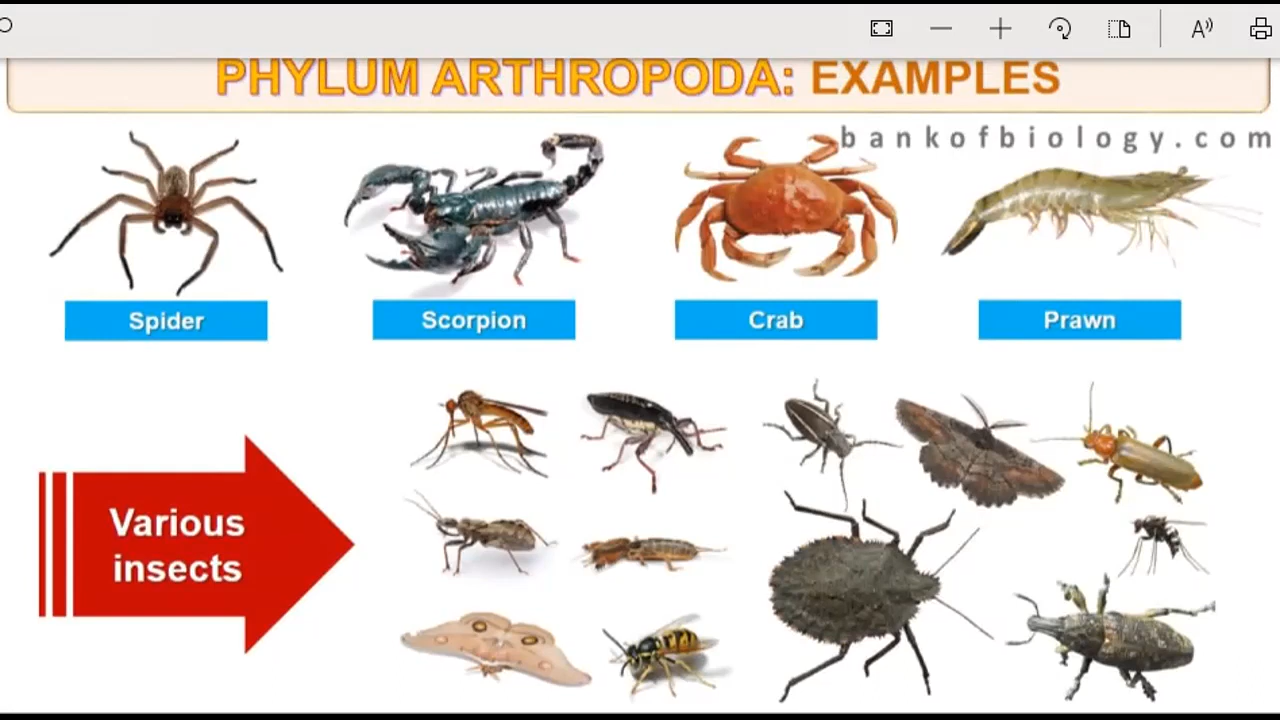 PHYLUM ARTHROPODA: EXAMPLES
bankofbiology.com
Spider
Scorpion
Crab
Prawn
Various
insects